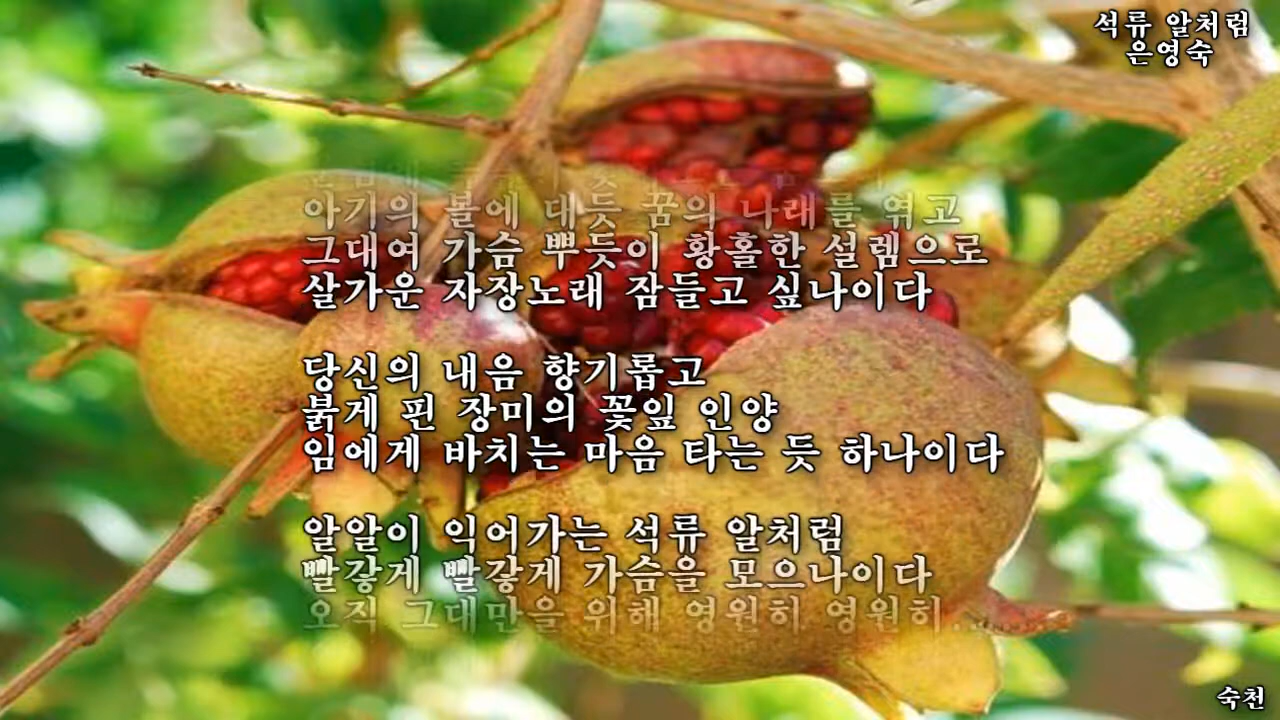 석류 알처럼
은영숙
아기의 볼에 대듯 꿈의 나래를 엮고
그대여 가슴 뿌듯이 황홀한 설렘으로
살가운 자장노래 잠들고 싶나이다
당신의 내음 향기롭고
붉게 핀 장미의 꽃잎 인양
임에게 바치는 마음 타는 듯 하나이다
알알이 익어가는 석류 알처럼
빨갛게 빨갛게 가슴을 모으나이다
오직 그대만을 위해 영원히 영원히......
숙천